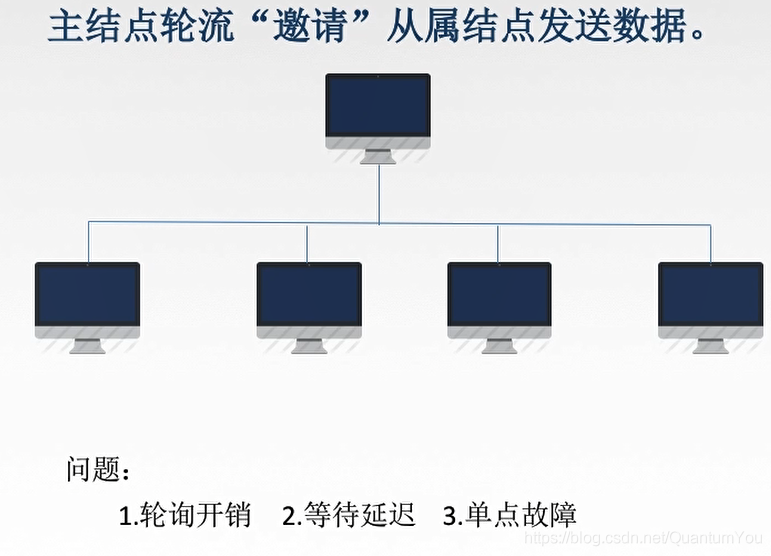 主结点轮流“邀请”从属结点发送数据。
问题：
1.轮询开销 2.等待延迟 3.单点故障
https://blog.csdn.net/QuantumYou